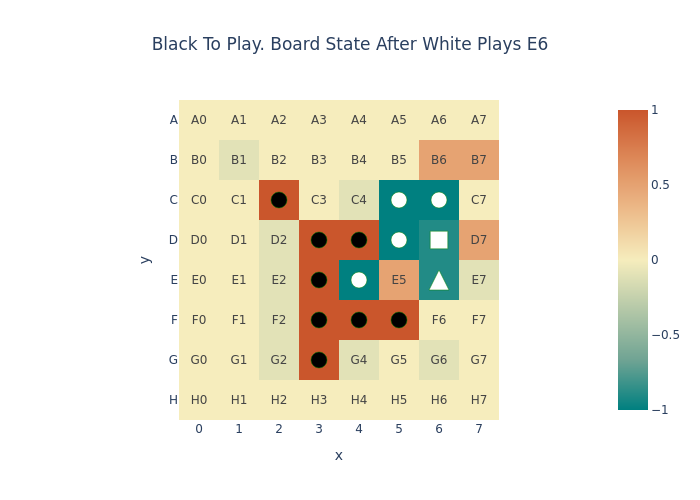 Black To Play. Board State After White Plays E6
A A0 A1 A2 A3 A4 A5 A6 A7
B B0 B1 B2 B3 B4 B5 B6 B7
C C0 C1 C3 C4 C7
D D0 D1 D2 D7
E E0 E1 E2 E5 E7
F F0 F1 F2 F6 F7
G G0 G1 G2 G4 G5 G6 G7
H H0 H1 H2 H3 H4 H5 H6 H7
0 1 2 3 4 5 6 7
x
y
1
0.5
0
−0.5
−1